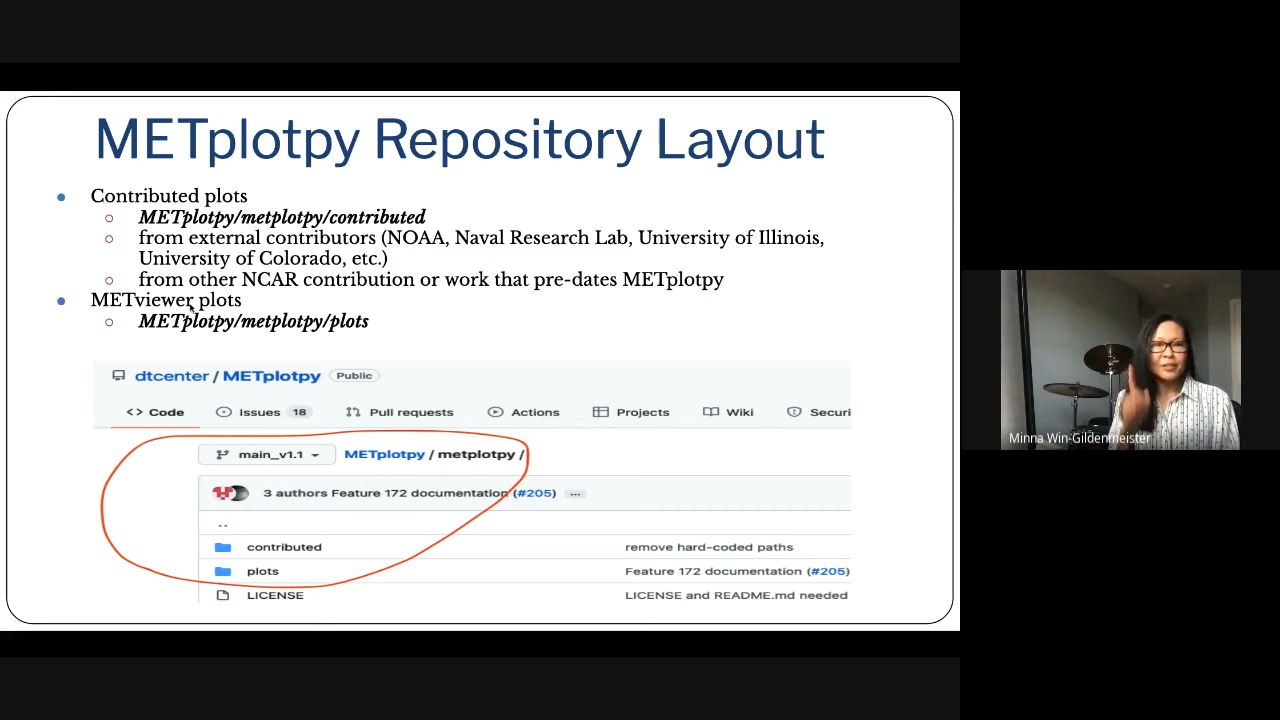 METplotpy Repository Layout
Contributed plots
METplotpy/metplotpy/contributed
from external contributors (NOAA, Naval Research Lab, University of Illinois,
University of Colorado, etc.)
from other NCAR contribution or work that pre-dates METplotpy
METviewer plots
METplotpy/metplotpy/plots
dtcenter / METplotpy Public
<> Code Issues 18 Pull requests Actions Projects Wiki Securi
main_v1.1 METplotpy / metplotpy /
3 authors Feature 172 documentation (#205) ...
..
contributed remove hard-coded paths
plots Feature 172 documentation (#205)
LICENSE LICENSE and README.md needed
Minna Win-Gildenmeister